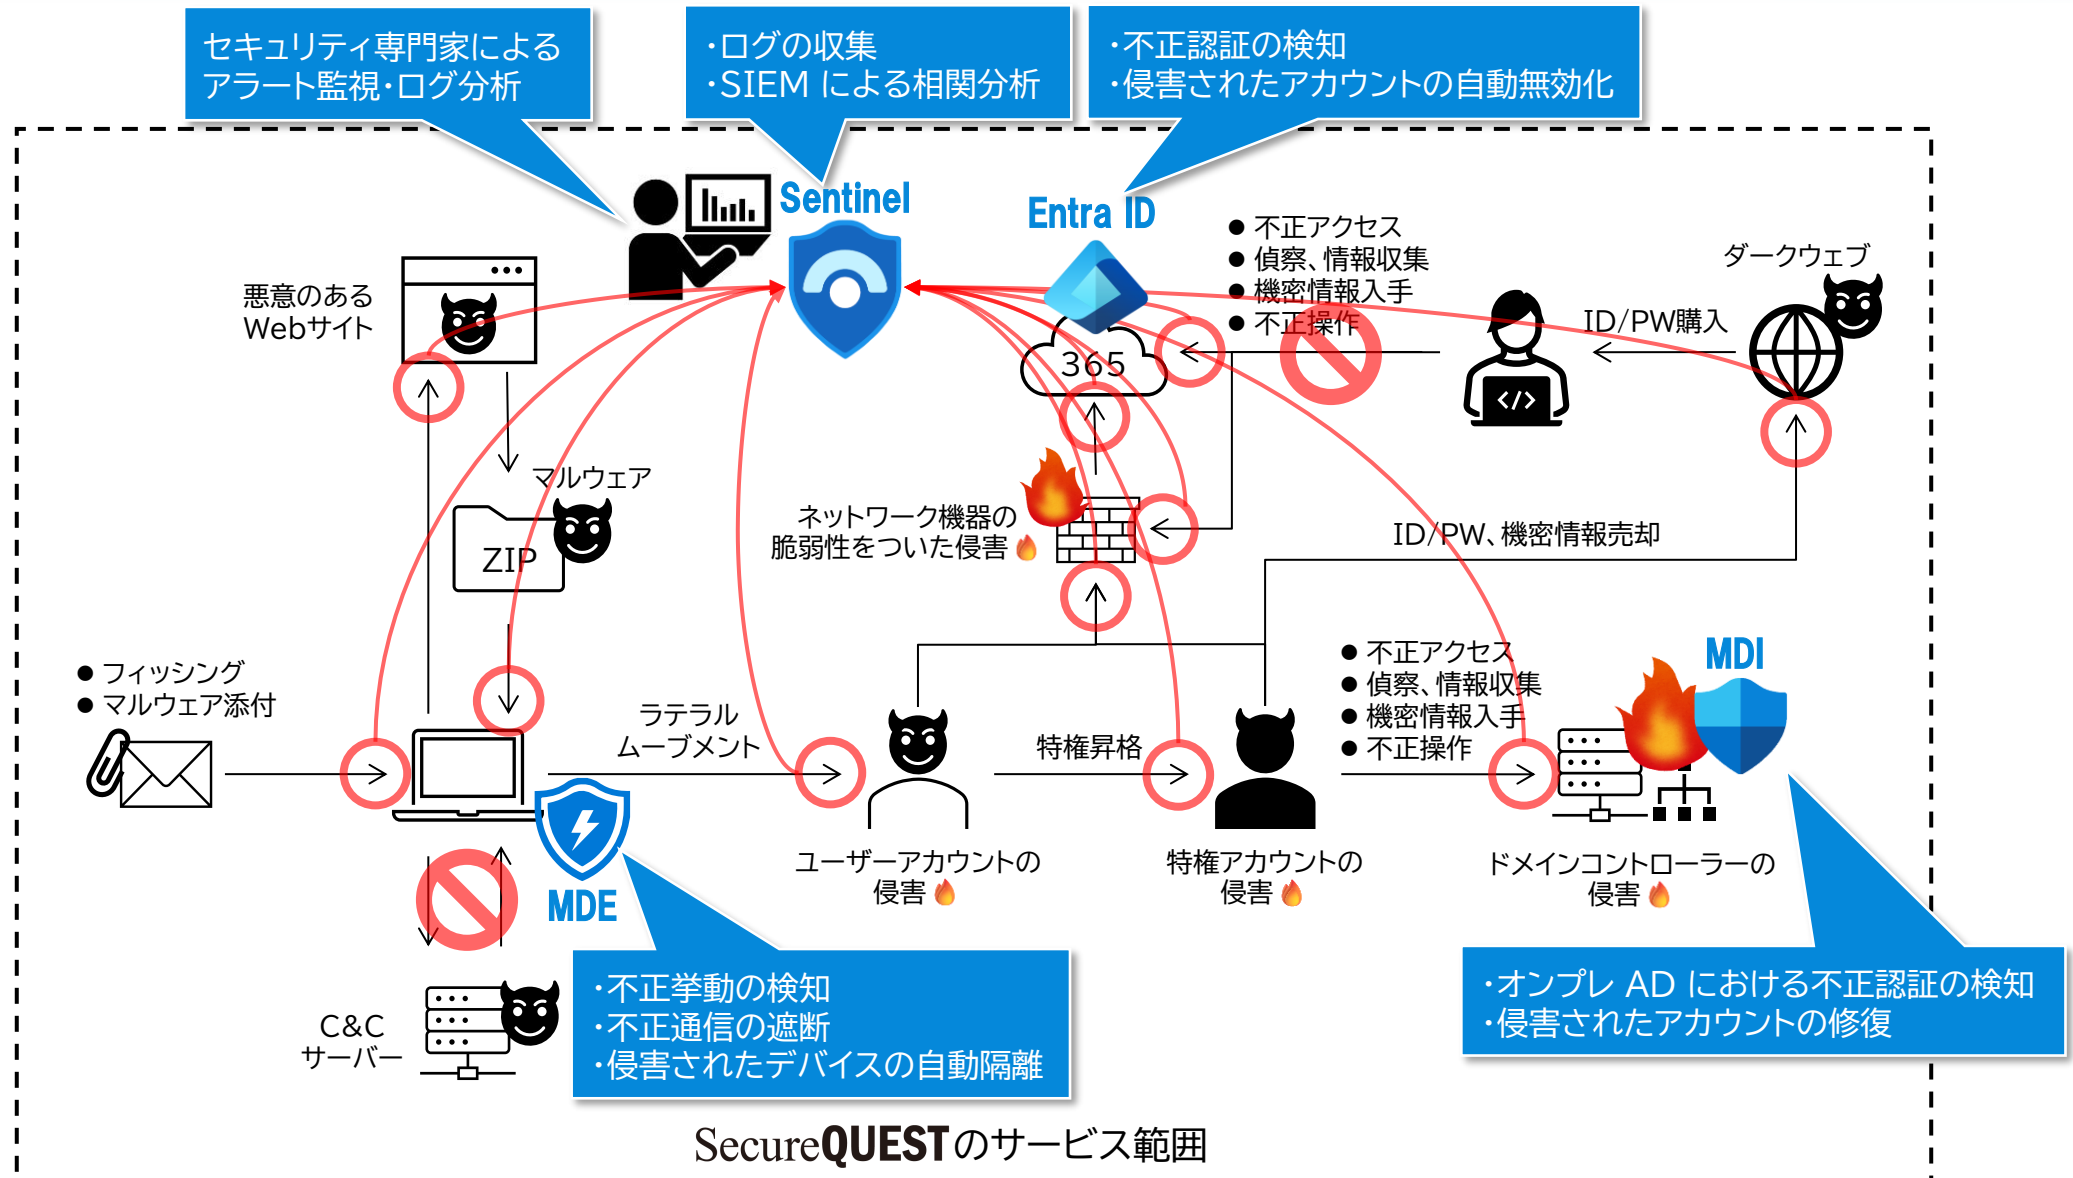 セキュリティ専門家による
アラート監視・ログ分析
・ログの収集
・SIEM による相関分析
・不正認証の検知
・侵害されたアカウントの自動無効化
Sentinel
Entra ID
● 不正アクセス
● 偵察、情報収集
● 機密情報入手
● 不正操作
ダークウェブ
悪意のある
Webサイト
ID/PW購入
365
マルウェア
ZIP
ネットワーク機器の
脆弱性をついた侵害
ID/PW、機密情報売却
● フィッシング
● マルウェア添付
ラテラル
ムーブメント
特権昇格
● 不正アクセス
● 偵察、情報収集
● 機密情報入手
● 不正操作
MDI
MDE
ユーザーアカウントの
侵害
特権アカウントの
侵害
ドメインコントローラーの
侵害
C&C
サーバー
・不正挙動の検知
・不正通信の遮断
・侵害されたデバイスの自動隔離
・オンプレ AD における不正認証の検知
・侵害されたアカウントの修復
SecureQUESTのサービス範囲